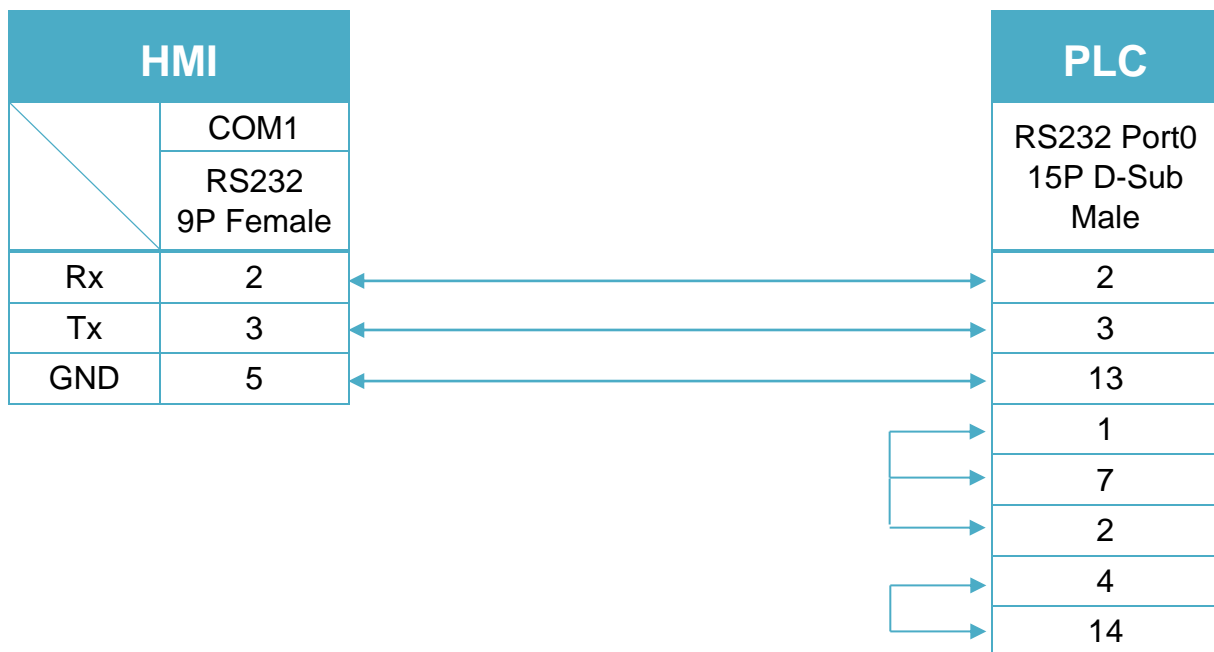 HMI
PLC
COM1
RS232
9P Female
RS232 Port0
15P D-Sub
Male
Rx 2 2
Tx 3 3
GND 5 13
1
7
2
4
14